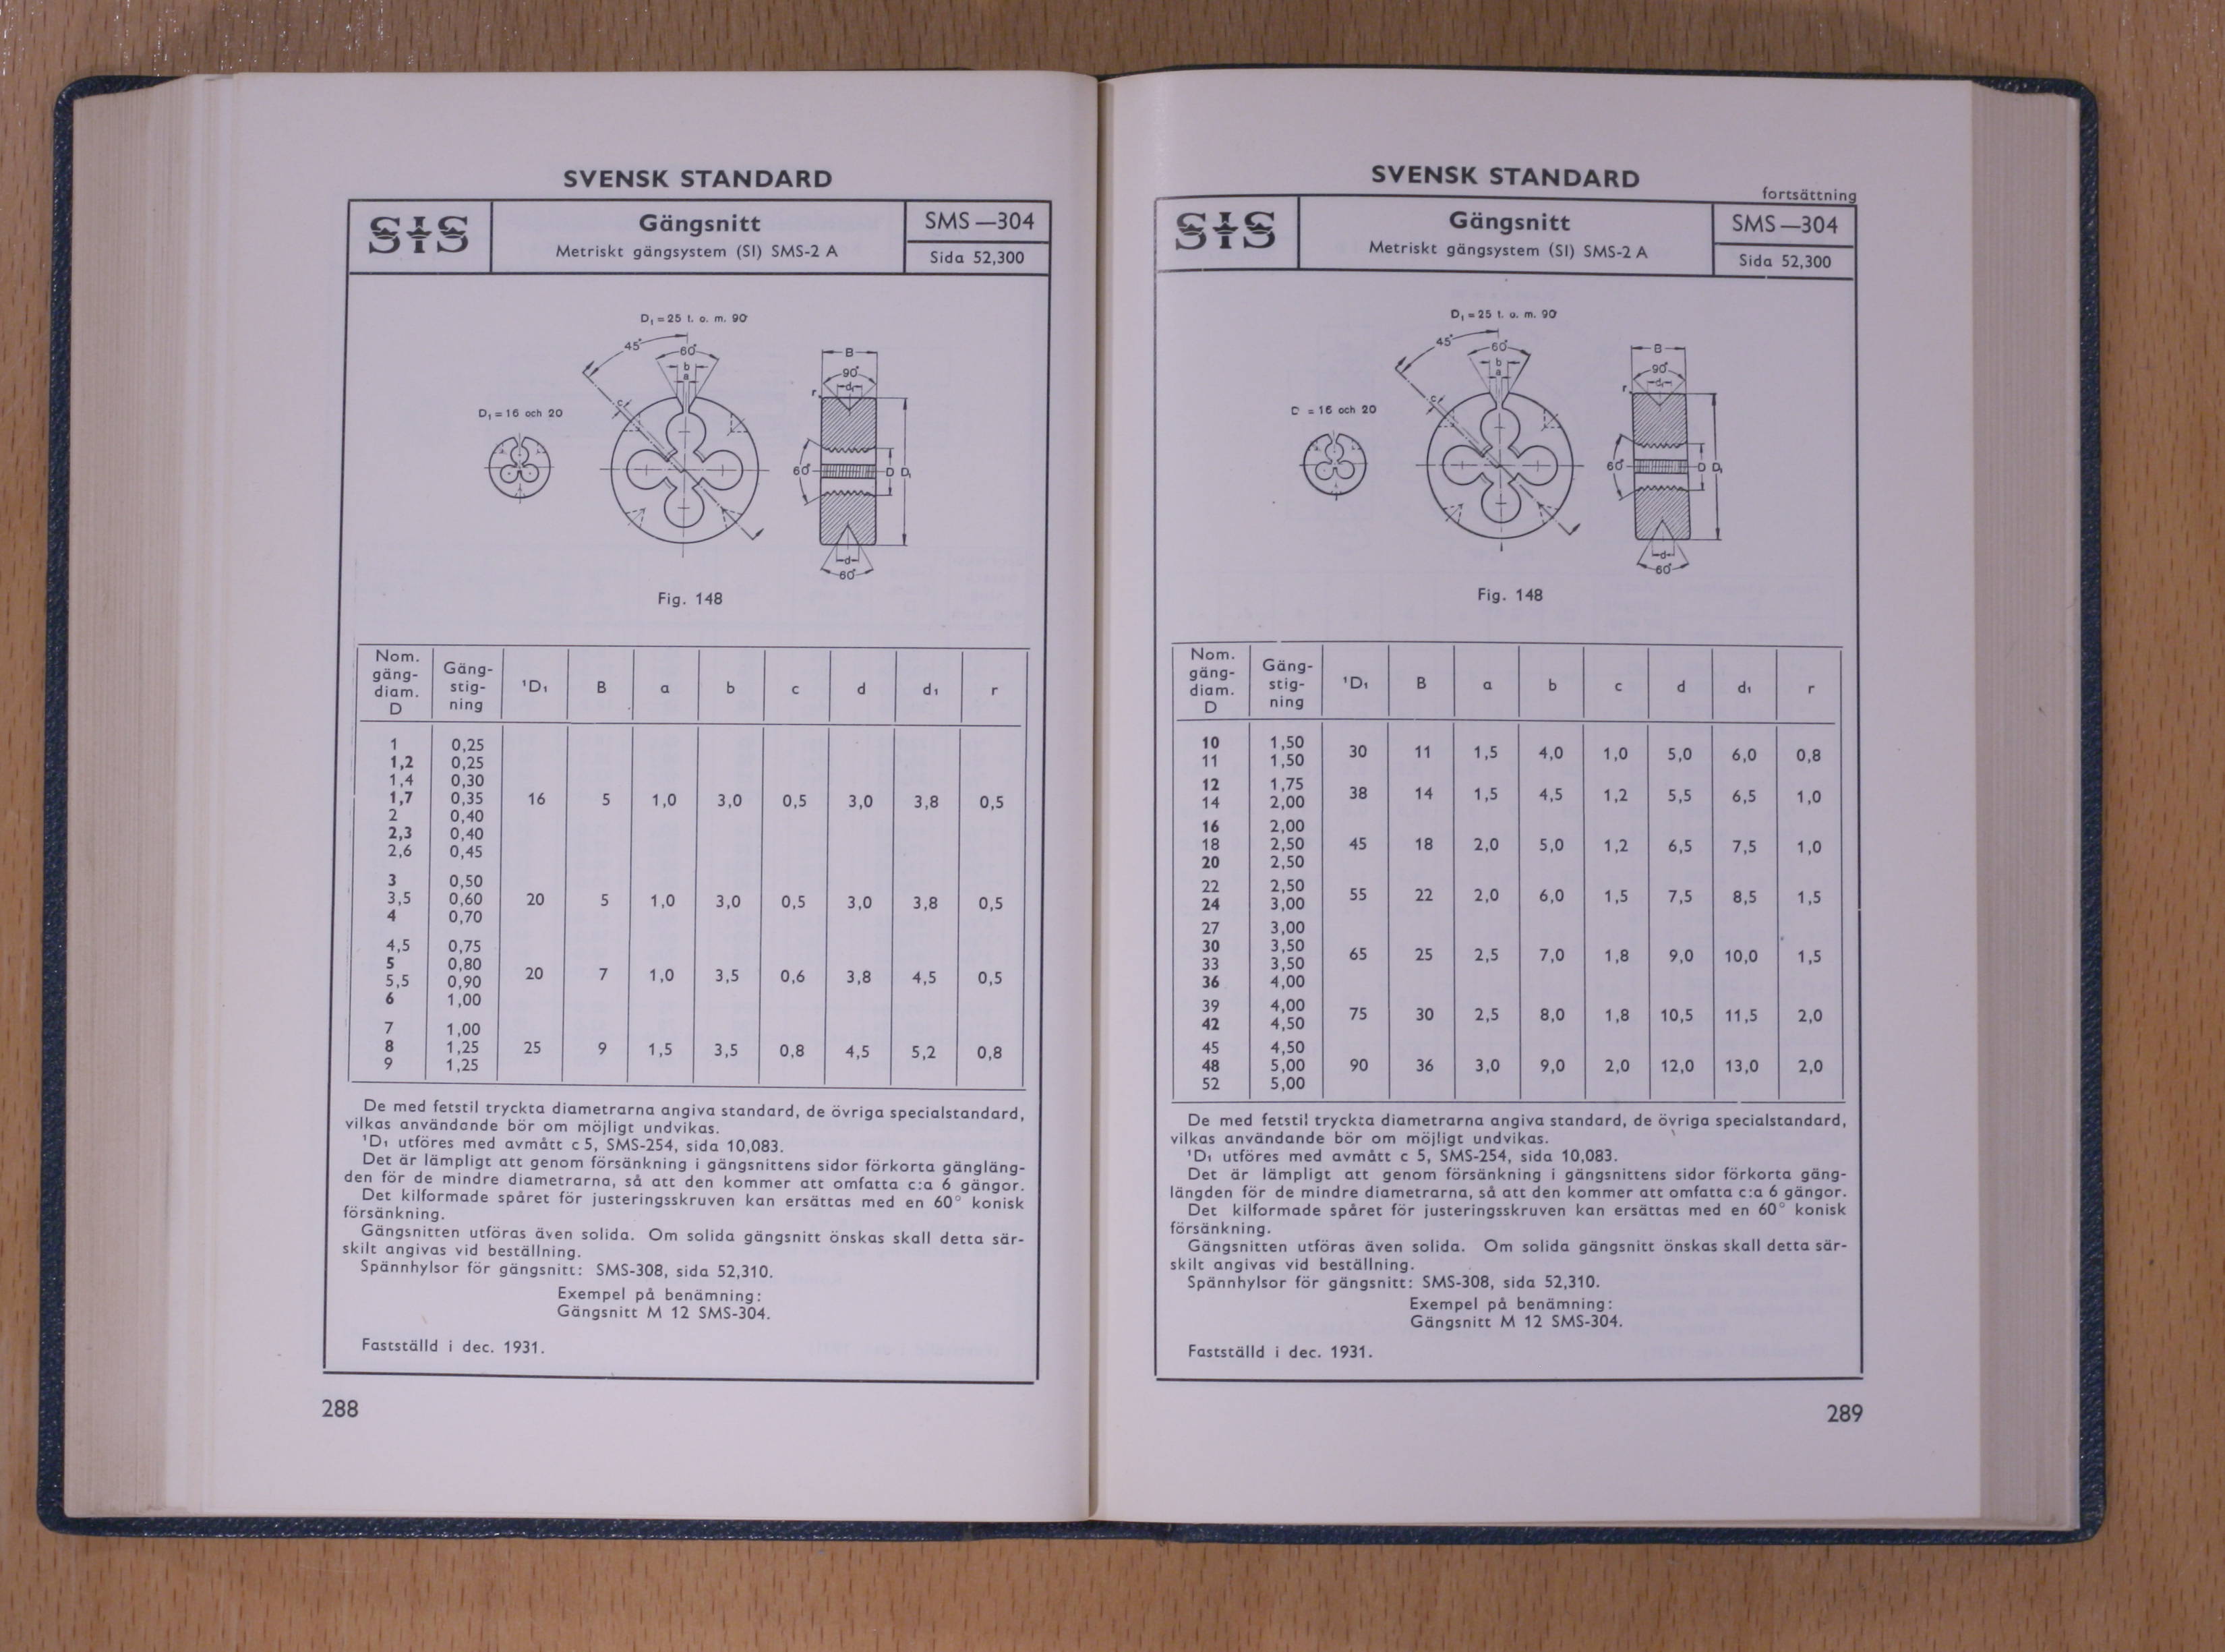 SVENSK STANDARD
SIS
Gängsnitt
Metriskt gängsystem (SI) SMS-2 A
SMS—304
Sida 52,300
D₁ = 25 t. o. m. 90
45° 60° b a c
D₁ = 16 och 20
B 90° d₁ r 60° D D₁ d 60°
Fig. 148
Nom. gäng-diam. D Gäng-stig-ning ¹D₁ B a b c d d₁ r
1 0,25
1,2 0,25
1,4 0,30
1,7 0,35 16 5 1,0 3,0 0,5 3,0 3,8 0,5
2 0,40
2,3 0,40
2,6 0,45
3 0,50
3,5 0,60 20 5 1,0 3,0 0,5 3,0 3,8 0,5
4 0,70
4,5 0,75
5 0,80
20 7 1,0 3,5 0,6 3,8 4,5 0,5
5,5 0,90
6 1,00
7 1,00
8 1,25 25 9 1,5 3,5 0,8 4,5 5,2 0,8
9 1,25
De med fetstil tryckta diametrarna angiva standard, de övriga specialstandard,
vilkas användande bör om möjligt undvikas.
¹D₁ utföres med avmått c 5, SMS-254, sida 10,083.
Det är lämpligt att genom försänkning i gängsnittens sidor förkorta gängläng-
den för de mindre diametrarna, så att den kommer att omfatta c:a 6 gängor.
Det kilformade spåret för justeringsskruven kan ersättas med en 60° konisk
försänkning.
Gängsnitten utföras även solida. Om solida gängsnitt önskas skall detta sär-
skilt angivas vid beställning.
Spännhylsor för gängsnitt: SMS-308, sida 52,310.
Exempel på benämning:
Gängsnitt M 12 SMS-304.
Fastställd i dec. 1931.
288
SVENSK STANDARD
fortsättning
SIS
Gängsnitt
Metriskt gängsystem (SI) SMS-2 A
SMS—304
Sida 52,300
D₁ = 25 t. o. m. 90
45° 60° b a c
= 16 och 20
B 90° d₁ r 60° D D₁ d 60°
Fig. 148
Nom. gäng-diam. D Gäng-stig-ning ¹D₁ B a b c d d₁ r
10 1,50
30 11 1,5 4,0 1,0 5,0 6,0 0,8
11 1,50
12 1,75
38 14 1,5 4,5 1,2 5,5 6,5 1,0
14 2,00
16 2,00
18 2,50 45 18 2,0 5,0 1,2 6,5 7,5 1,0
20 2,50
22 2,50
55 22 2,0 6,0 1,5 7,5 8,5 1,5
24 3,00
27 3,00
30 3,50
65 25 2,5 7,0 1,8 9,0 10,0 1,5
33 3,50
36 4,00
39 4,00
75 30 2,5 8,0 1,8 10,5 11,5 2,0
42 4,50
45 4,50
48 5,00 90 36 3,0 9,0 2,0 12,0 13,0 2,0
52 5,00
De med fetstil tryckta diametrarna angiva standard, de övriga specialstandard,
vilkas användande bör om möjligt undvikas.
¹D₁ utföres med avmått c 5, SMS-254, sida 10,083.
Det är lämpligt att genom försänkning i gängsnittens sidor förkorta gäng-
längden för de mindre diametrarna, så att den kommer att omfatta c:a 6 gängor.
Det kilformade spåret för justeringsskruven kan ersättas med en 60° konisk
försänkning.
Gängsnitten utföras även solida. Om solida gängsnitt önskas skall detta sär-
skilt angivas vid beställning.
Spännhylsor för gängsnitt: SMS-308, sida 52,310.
Exempel på benämning:
Gängsnitt M 12 SMS-304.
Fastställd i dec. 1931.
289